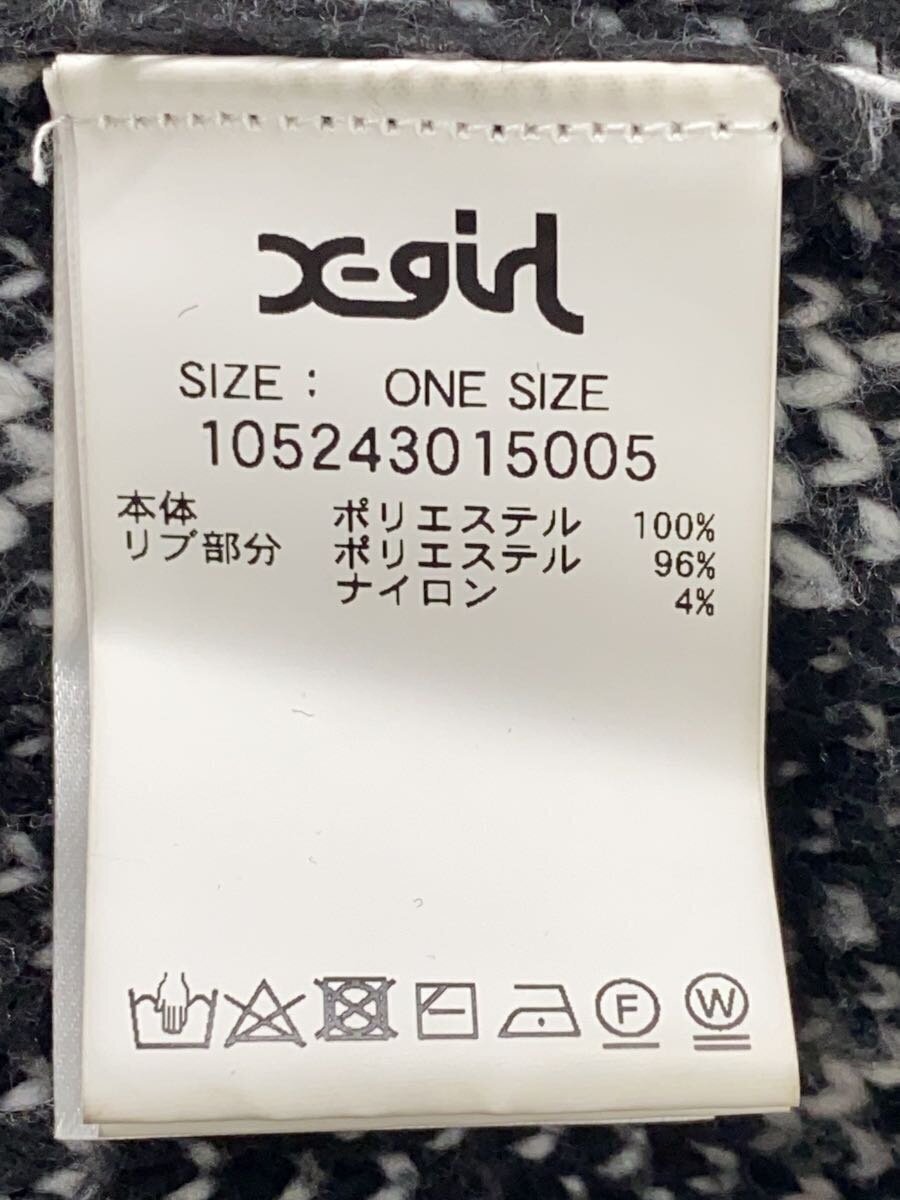 X-girl
SIZE : ONE SIZE
105243015005
本体 ポリエステル 100%
リブ部分 ポリエステル 96%
ナイロン 4%
F W